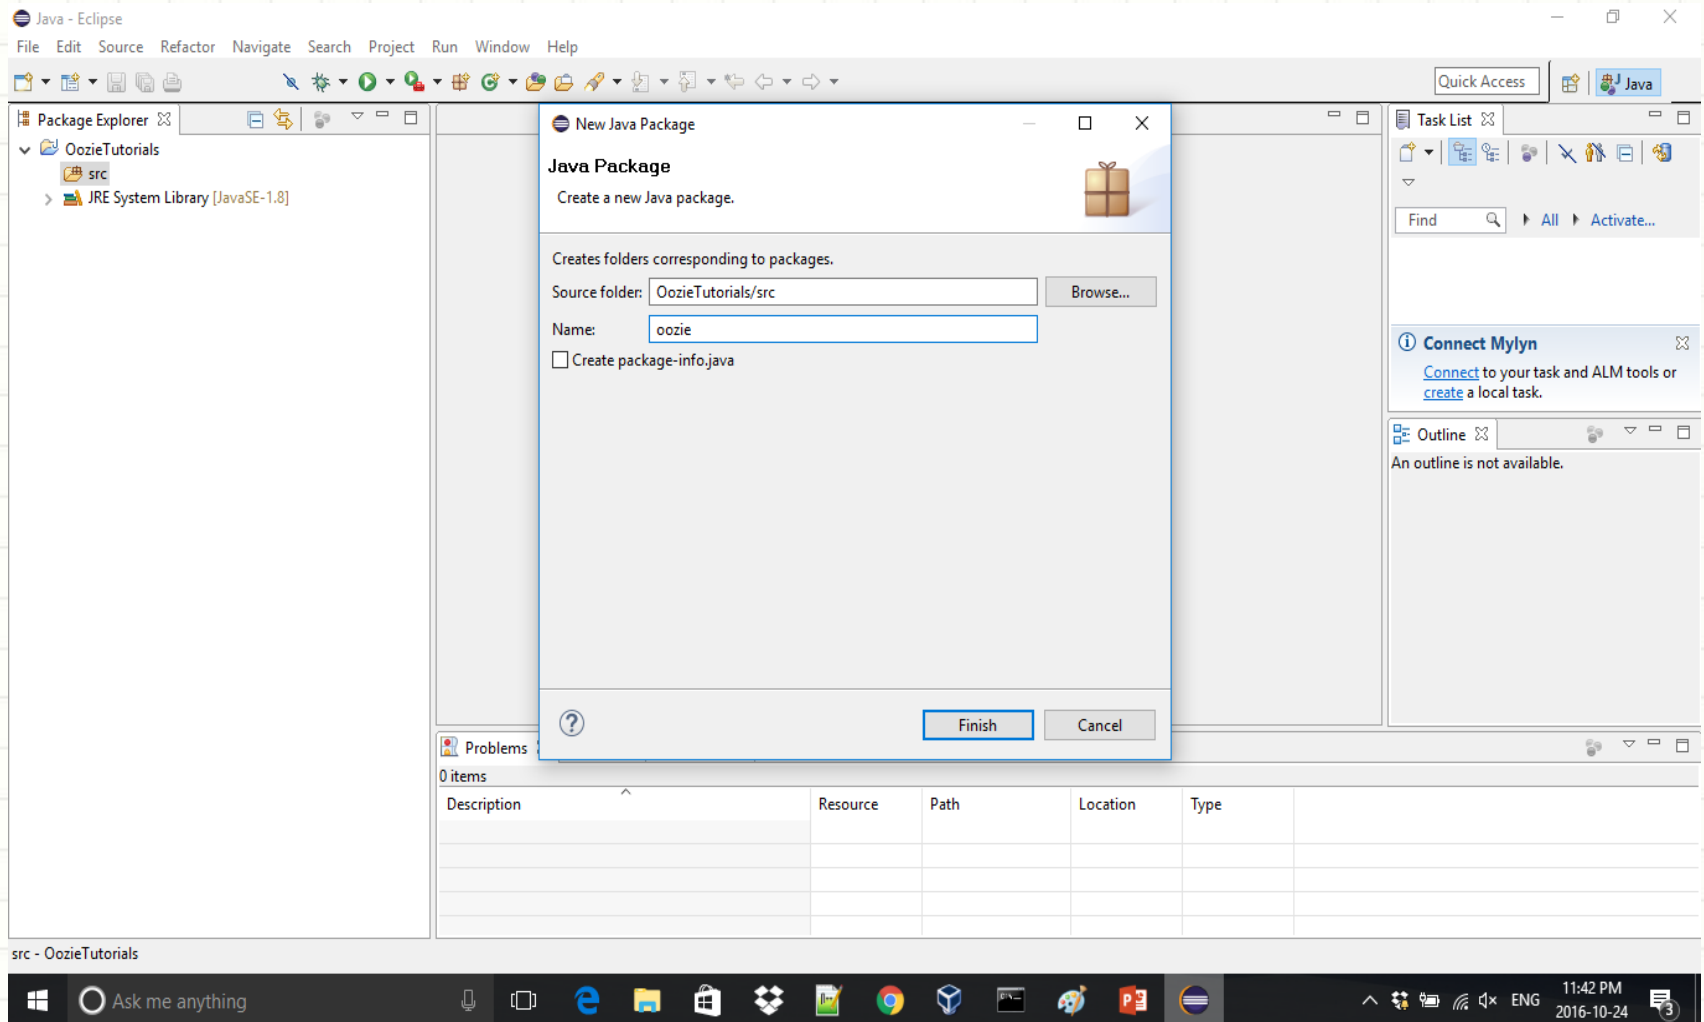 Java - Eclipse
File Edit Source Refactor Navigate Search Project Run Window Help
Quick Access
Java
Package Explorer
OozieTutorials
src
JRE System Library [JavaSE-1.8]
New Java Package
Java Package
Create a new Java package.
Creates folders corresponding to packages.
Source folder: OozieTutorials/src Browse...
Name: oozie
Create package-info.java
Finish Cancel
Task List
Find All Activate...
Connect Mylyn
Connect to your task and ALM tools or
create a local task.
Outline
An outline is not available.
Problems
0 items
Description Resource Path Location Type
src - OozieTutorials
Ask me anything
ENG
11:42 PM
2016-10-24
3